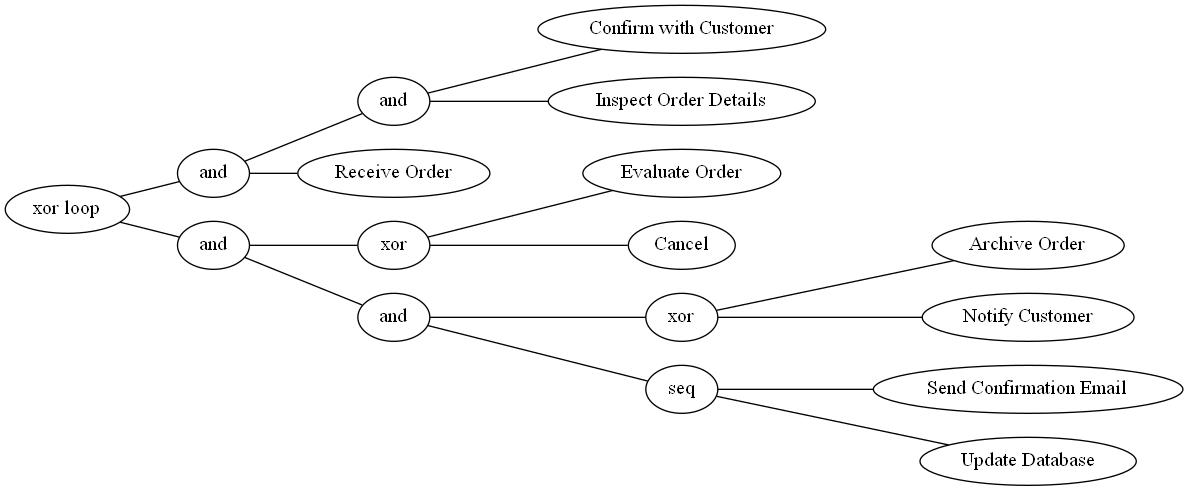 Confirm with Customer
and
Inspect Order Details
and
Receive Order
Evaluate Order
xor loop
and
xor
Cancel
Archive Order
and
xor
Notify Customer
seq
Send Confirmation Email
Update Database